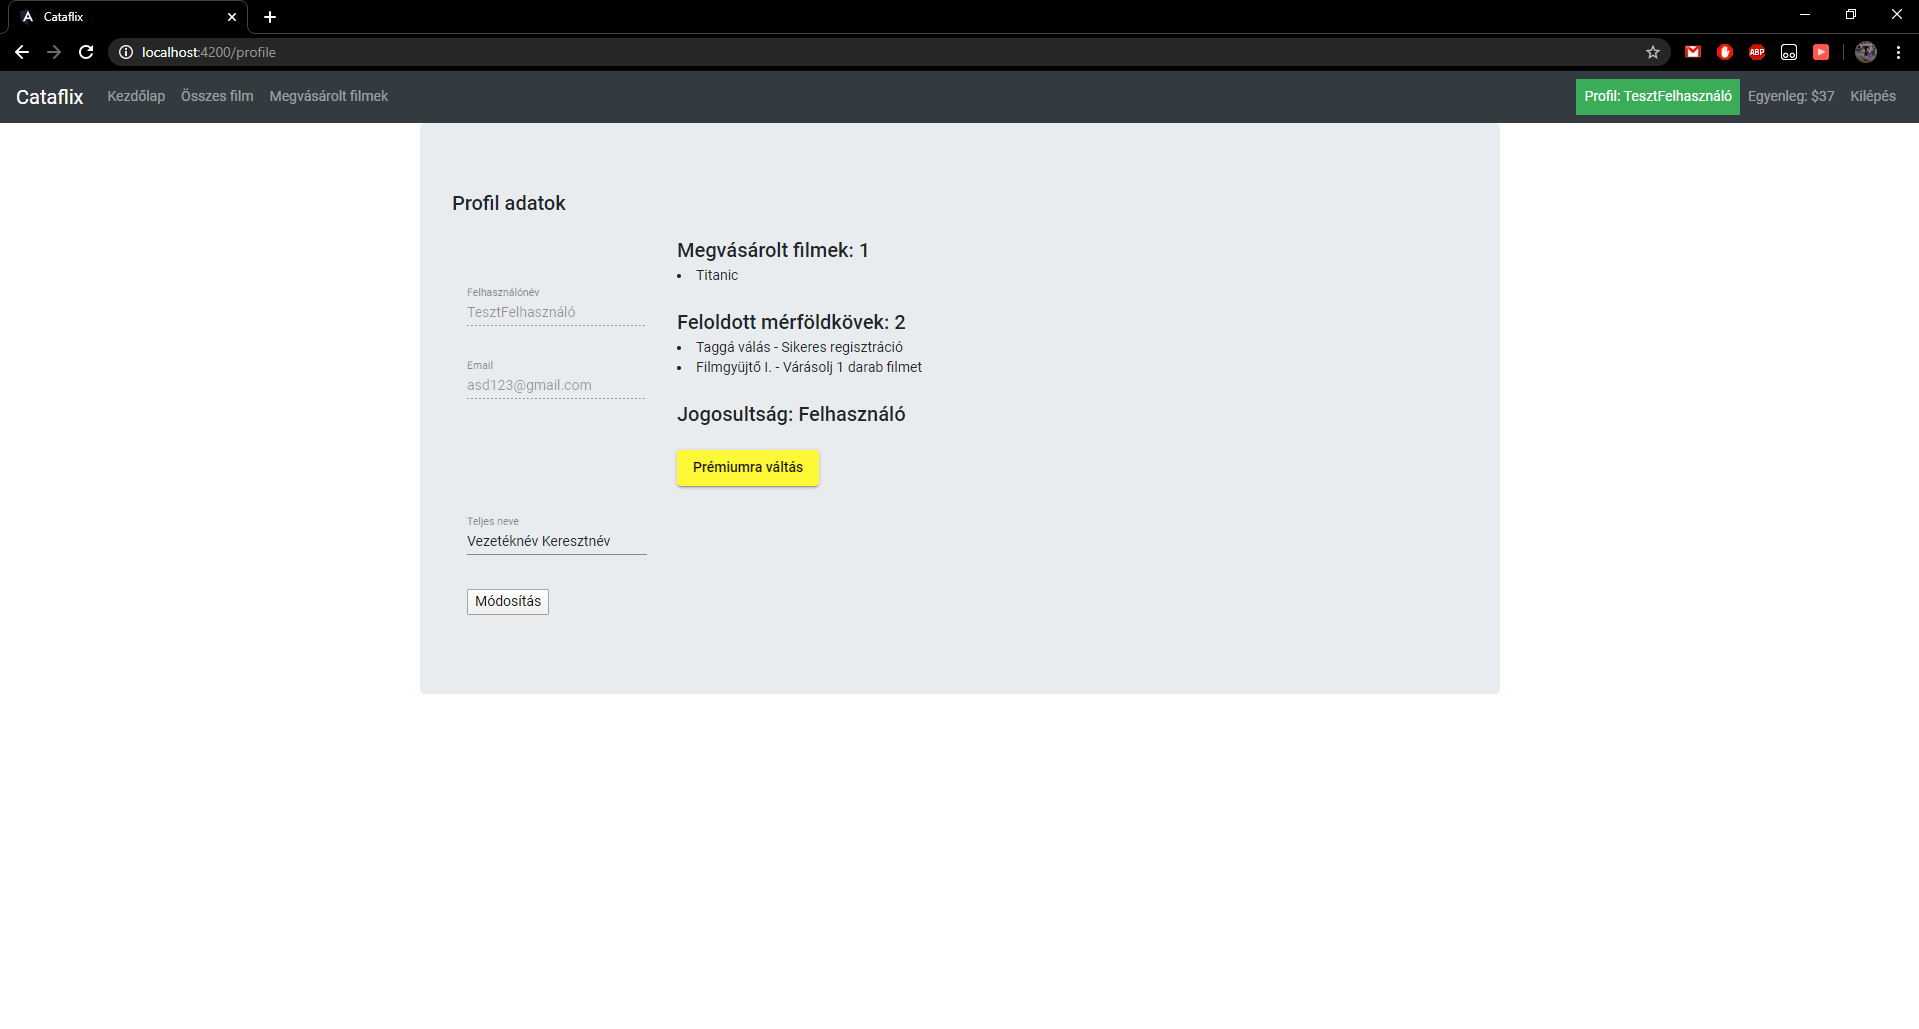 Cataflix
localhost:4200/profile
ABP
Cataflix Kezdőlap Összes film Megvásárolt filmek Profil: TesztFelhasználó Egyenleg: $37 Kilépés
Profil adatok
Felhasználónév
TesztFelhasználó
Email
asd123@gmail.com
Teljes neve
Vezetéknév Keresztnév
Módosítás
Megvásárolt filmek: 1
Titanic
Feloldott mérföldkövek: 2
Taggá válás - Sikeres regisztráció
Filmgyüjtő I. - Várásolj 1 darab filmet
Jogosultság: Felhasználó
Prémiumra váltás